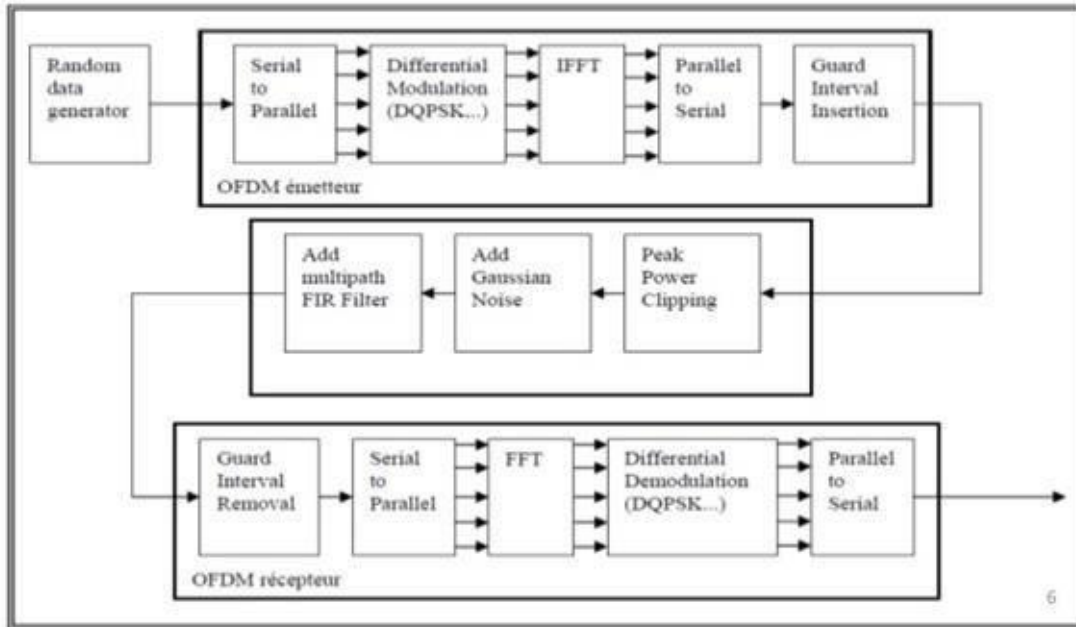 Random
data
generator
Serial
to
Parallel
Differential
Modulation
(DQPSK...)
IFFT
Parallel
to
Serial
Guard
Interval
Insertion
OFDM émetteur
Add
multipath
FIR Filter
Add
Gaussian
Noise
Peak
Power
Clipping
Guard
Interval
Removal
Serial
to
Parallel
FFT
Differential
Demodulation
(DQPSK...)
Parallel
to
Serial
OFDM récepteur
6